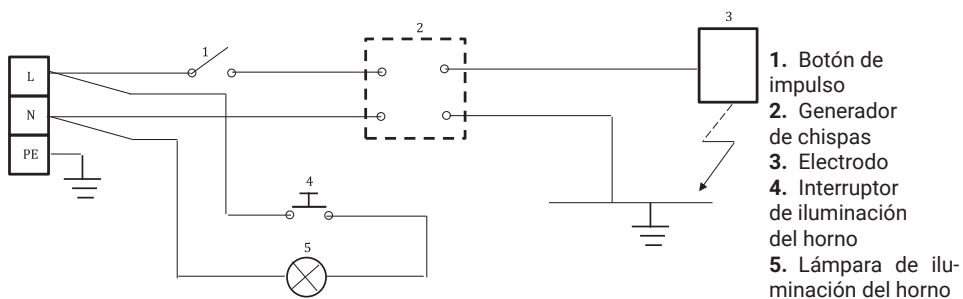 1
2
3
L
N
PE
4
5
1. Botón de
impulso
2. Generador
de chispas
3. Electrodo
4. Interruptor
de iluminación
del horno
5. Lámpara de ilu-
minación del horno